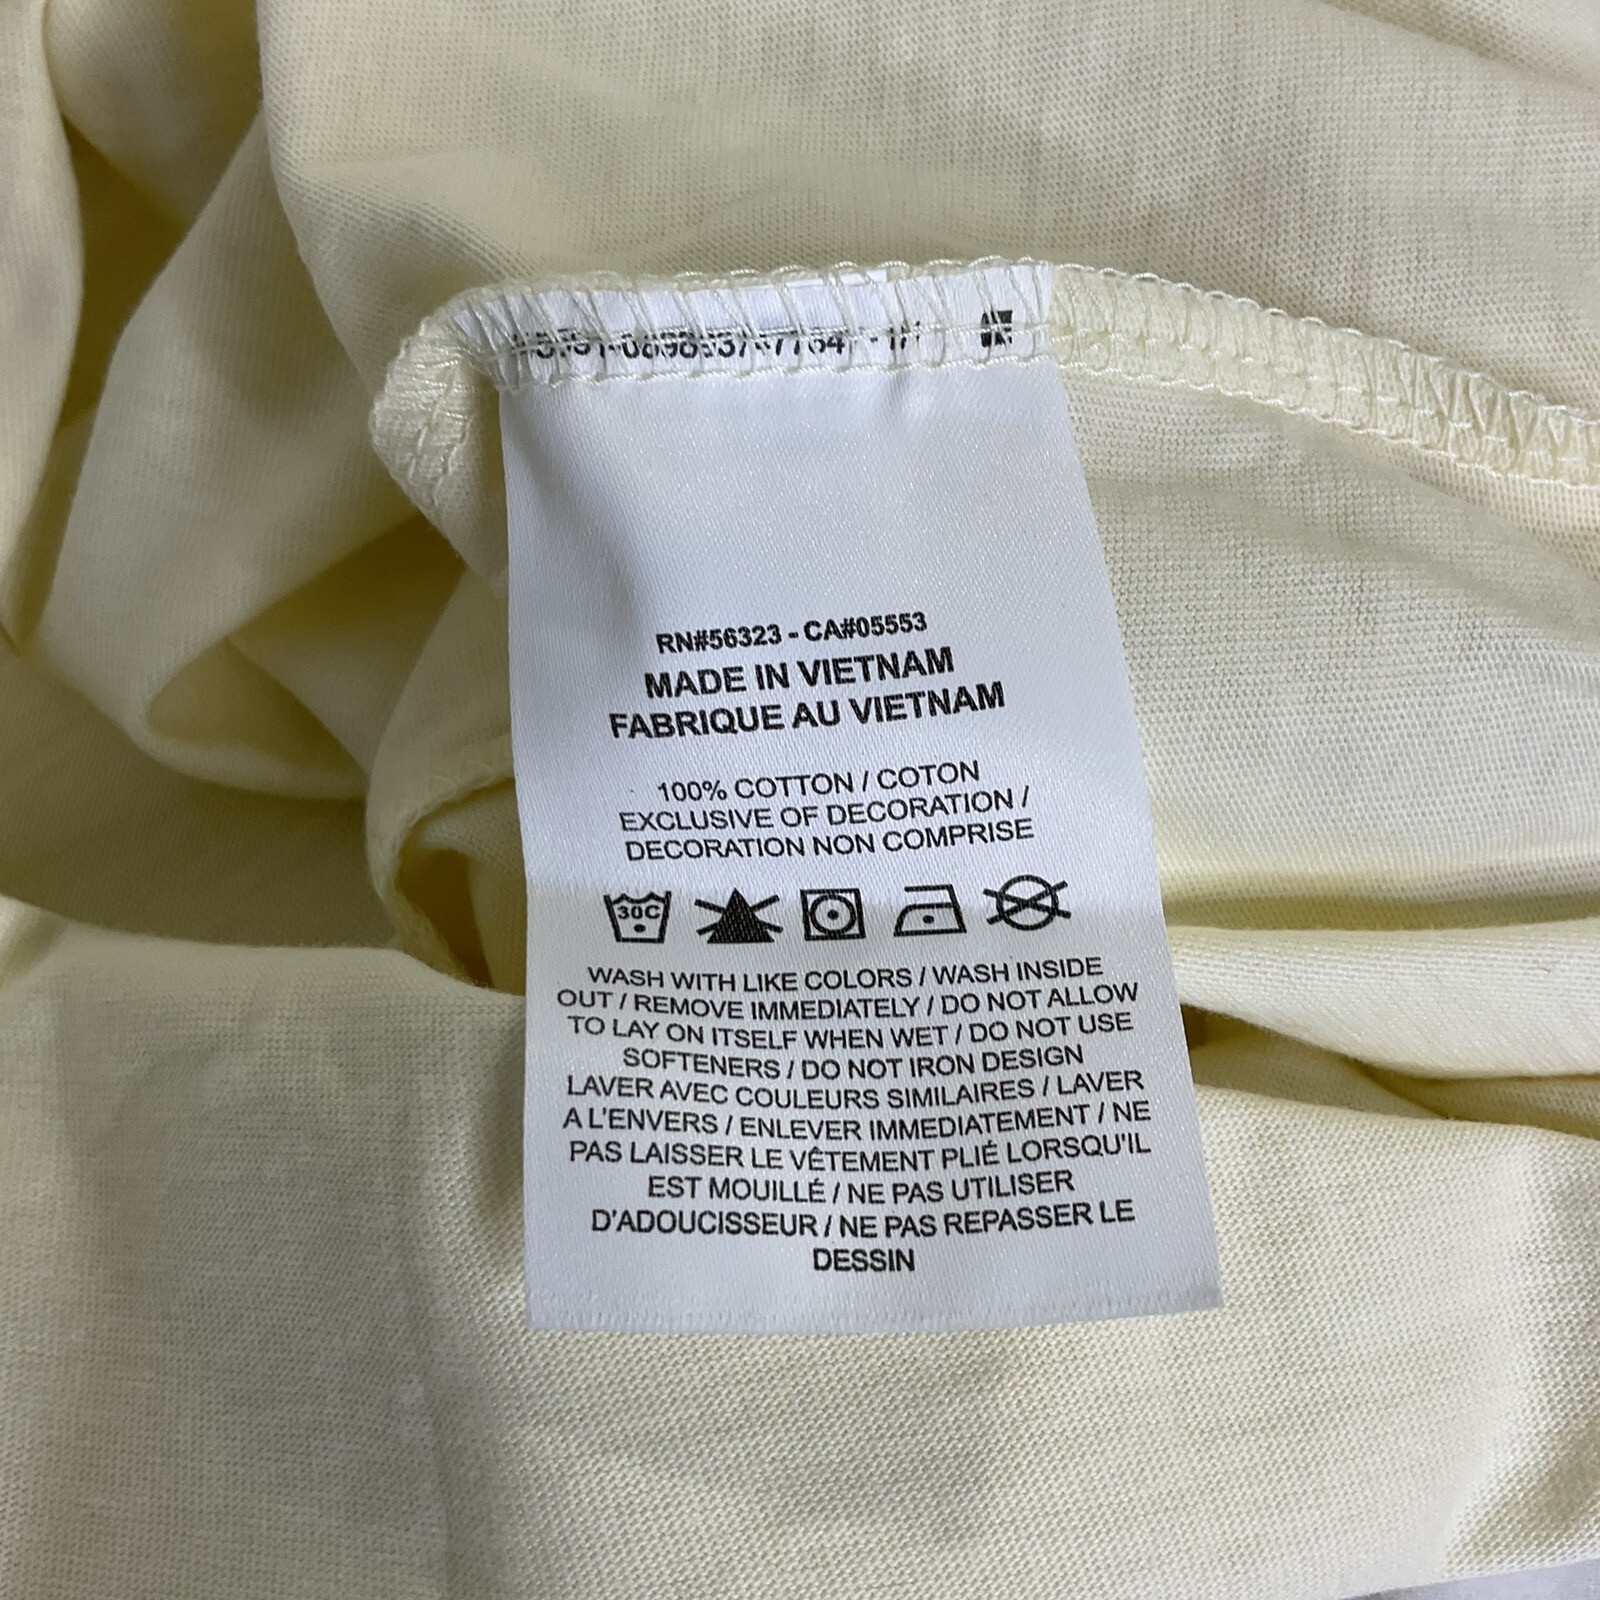 RN#56323 - CA#05553
MADE IN VIETNAM
FABRIQUE AU VIETNAM
100% COTTON / COTON
EXCLUSIVE OF DECORATION /
DECORATION NON COMPRISE
30C
WASH WITH LIKE COLORS / WASH INSIDE
OUT / REMOVE IMMEDIATELY / DO NOT ALLOW
TO LAY ON ITSELF WHEN WET / DO NOT USE
SOFTENERS / DO NOT IRON DESIGN
LAVER AVEC COULEURS SIMILAIRES / LAVER
A L'ENVERS / ENLEVER IMMEDIATEMENT / NE
PAS LAISSER LE VÊTEMENT PLIÉ LORSQU'IL
EST MOUILLÉ / NE PAS UTILISER
D'ADOUCISSEUR / NE PAS REPASSER LE
DESSIN